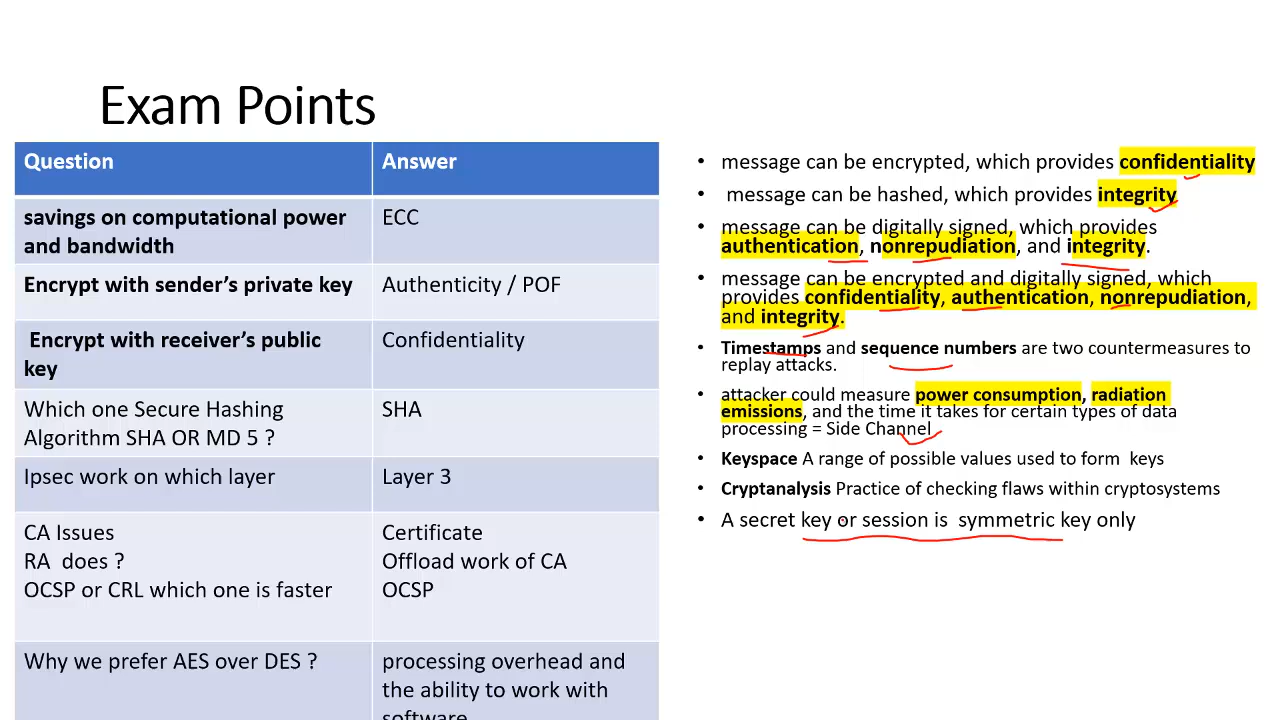 Exam Points
Question Answer
savings on computational power ECC
and bandwidth
Encrypt with sender’s private key Authenticity / POF
Encrypt with receiver’s public Confidentiality
key
Which one Secure Hashing SHA
Algorithm SHA OR MD 5 ?
Ipsec work on which layer Layer 3
CA Issues Certificate
RA does ? Offload work of CA
OCSP or CRL which one is faster OCSP
Why we prefer AES over DES ? processing overhead and
the ability to work with
software
• message can be encrypted, which provides confidentiality
• message can be hashed, which provides integrity
• message can be digitally signed, which provides
authentication, nonrepudiation, and integrity.
• message can be encrypted and digitally signed, which
provides confidentiality, authentication, nonrepudiation,
and integrity.
• Timestamps and sequence numbers are two countermeasures to
replay attacks.
• attacker could measure power consumption, radiation
emissions, and the time it takes for certain types of data
processing = Side Channel
• Keyspace A range of possible values used to form keys
• Cryptanalysis Practice of checking flaws within cryptosystems
• A secret key or session is symmetric key only